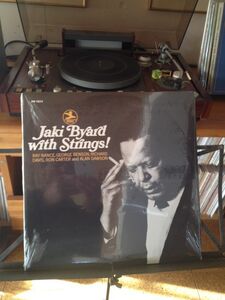 Jaki Byard
with Strings!
RAY NANCE, GEORGE BENSON, RICHARD
DAVIS, RON CARTER and ALAN DAWSON